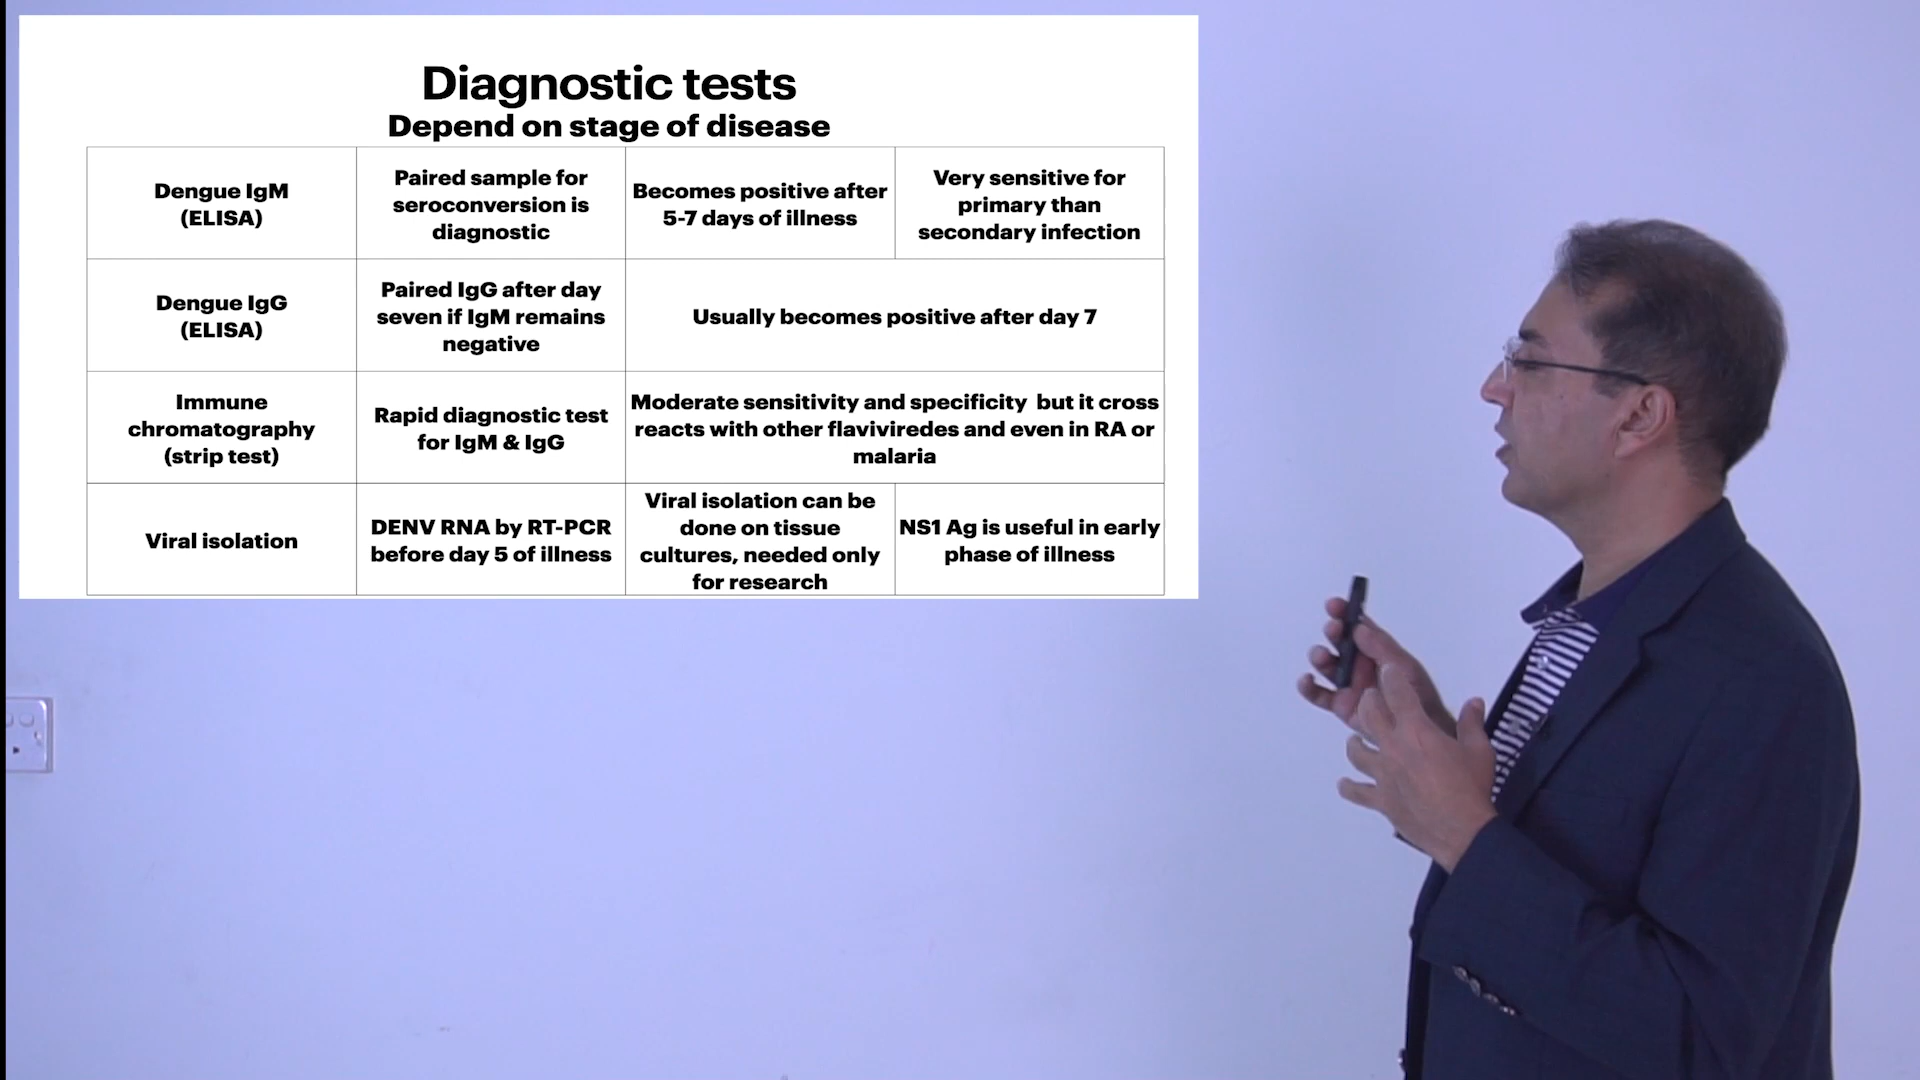 Diagnostic tests
Depend on stage of disease
Dengue IgM
(ELISA)
Paired sample for
seroconversion is
diagnostic
Becomes positive after
5-7 days of illness
Very sensitive for
primary than
secondary infection
Dengue IgG
(ELISA)
Paired IgG after day
seven if IgM remains
negative
Usually becomes positive after day 7
Immune
chromatography
(strip test)
Rapid diagnostic test
for IgM & IgG
Moderate sensitivity and specificity but it cross
reacts with other flaviviredes and even in RA or
malaria
Viral isolation
DENV RNA by RT-PCR
before day 5 of illness
Viral isolation can be
done on tissue
cultures, needed only
for research
NS1 Ag is useful in early
phase of illness